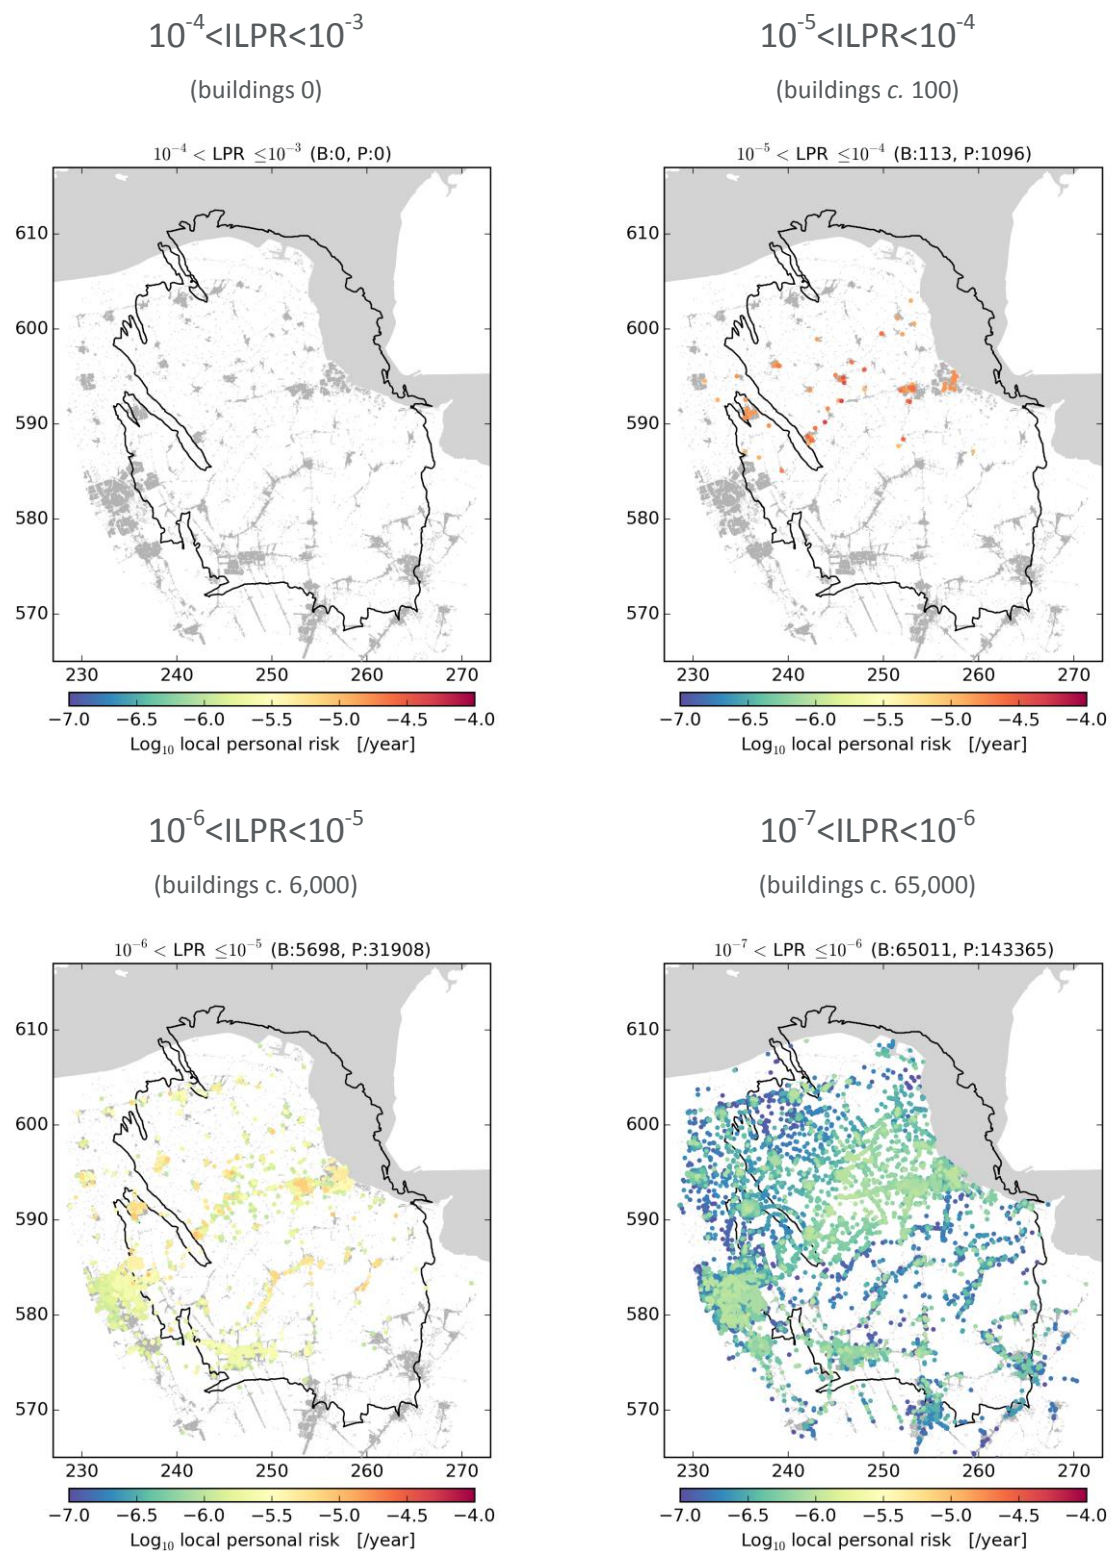 10⁻⁴<ILPR<10⁻³
(buildings 0)
10⁻⁴ < LPR ≤10⁻³ (B:0, P:0)
610
600
590
580
570
230 240 250 260 270
−7.0 −6.5 −6.0 −5.5 −5.0 −4.5 −4.0
Log₁₀ local personal risk [/year]
10⁻⁵<ILPR<10⁻⁴
(buildings c. 100)
10⁻⁵ < LPR ≤10⁻⁴ (B:113, P:1096)
610
600
590
580
570
230 240 250 260 270
−7.0 −6.5 −6.0 −5.5 −5.0 −4.5 −4.0
Log₁₀ local personal risk [/year]
10⁻⁶<ILPR<10⁻⁵
(buildings c. 6,000)
10⁻⁶ < LPR ≤10⁻⁵ (B:5698, P:31908)
610
600
590
580
570
230 240 250 260 270
−7.0 −6.5 −6.0 −5.5 −5.0 −4.5 −4.0
Log₁₀ local personal risk [/year]
10⁻⁷<ILPR<10⁻⁶
(buildings c. 65,000)
10⁻⁷ < LPR ≤10⁻⁶ (B:65011, P:143365)
610
600
590
580
570
230 240 250 260 270
−7.0 −6.5 −6.0 −5.5 −5.0 −4.5 −4.0
Log₁₀ local personal risk [/year]